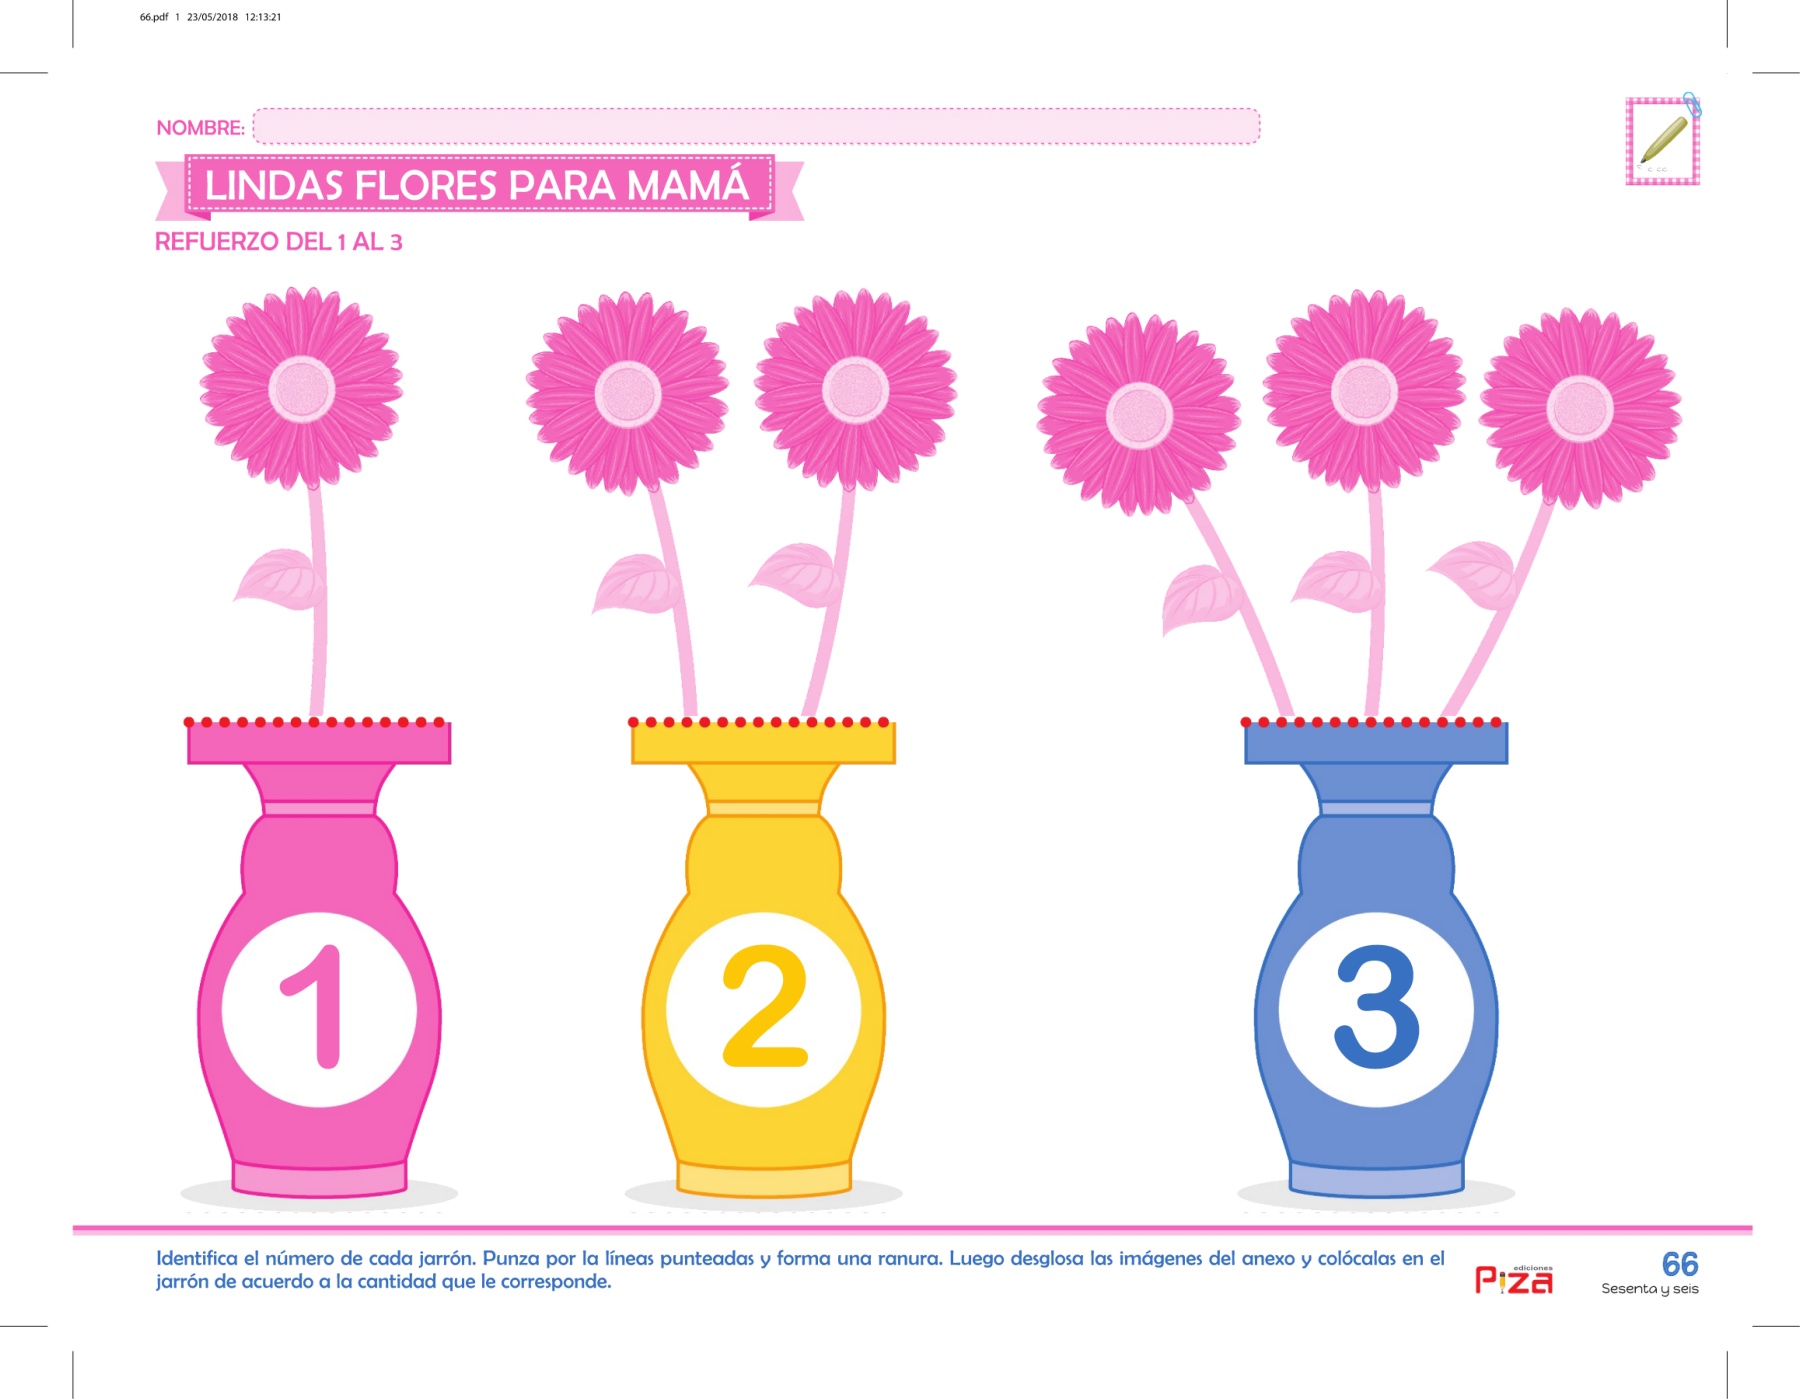 66.pdf 1 23/05/2018 12:13:21
NOMBRE:
LINDAS FLORES PARA MAMÁ
REFUERZO DEL 1 AL 3
1
2
3
Identifica el número de cada jarrón. Punza por la líneas punteadas y forma una ranura. Luego desglosa las imágenes del anexo y colócalas en el
jarrón de acuerdo a la cantidad que le corresponde.
ediciones
Piza
66
Sesenta y seis